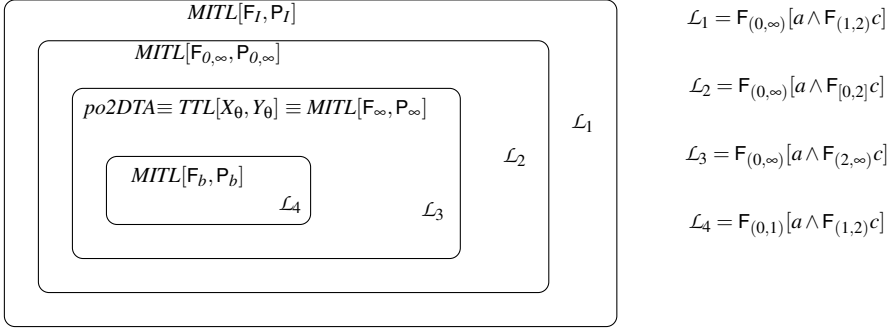 MITL[F_I, P_I]
MITL[F_{0,∞}, P_{0,∞}]
po2DTA≡ TTL[X_θ, Y_θ] ≡ MITL[F_∞, P_∞]
MITL[F_b, P_b]
ℒ_4
ℒ_3
ℒ_2
ℒ_1
ℒ_1 = F_{(0,∞)}[a ∧ F_{(1,2)}c]
ℒ_2 = F_{(0,∞)}[a ∧ F_{[0,2]}c]
ℒ_3 = F_{(0,∞)}[a ∧ F_{(2,∞)}c]
ℒ_4 = F_{(0,1)}[a ∧ F_{(1,2)}c]